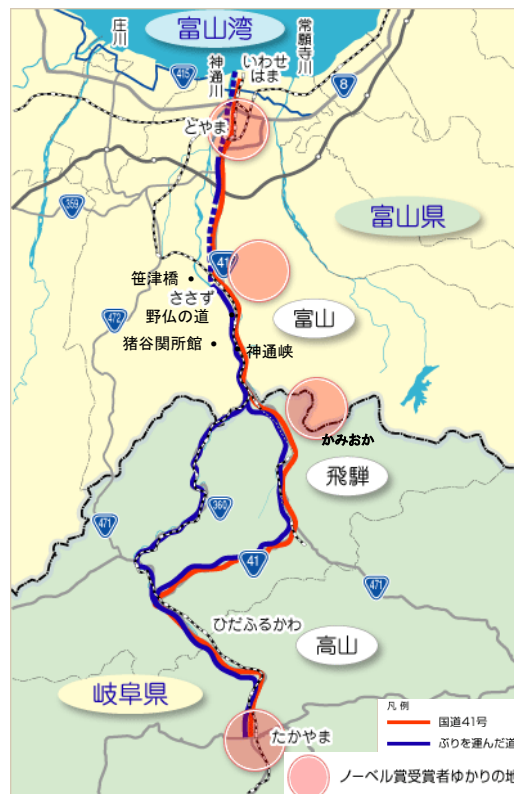 庄川
富山湾
常願寺川
415
神通川
いわせ
はま
8
とやま
359
富山県
41
笹津橋
ささず
富山
472
野仏の道
猪谷関所館
神通峡
かみおか
飛騨
360
471
41
471
ひだふるかわ
高山
岐阜県
凡 例
国道41号
たかやま
ぶりを運んだ道
ノーベル賞受賞者ゆかりの地